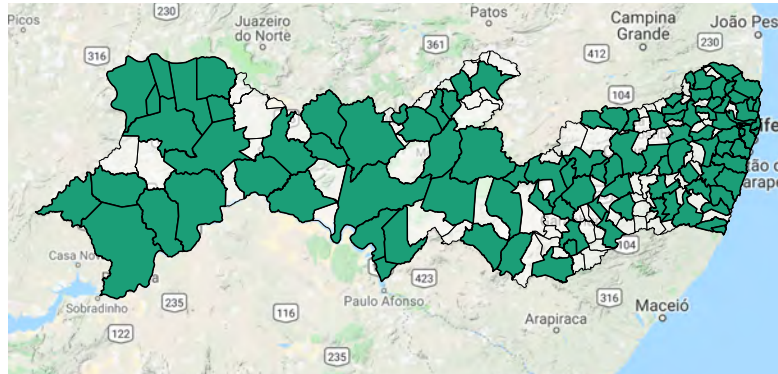 Picos
230
Juazeiro
do Norte
Patos
Campina
Grande
João Pes
316
361
412
230
104
ife
104
Casa No
Sobradinho
235
116
122
235
Paulo Afonso
423
316
Arapiraca
Maceió